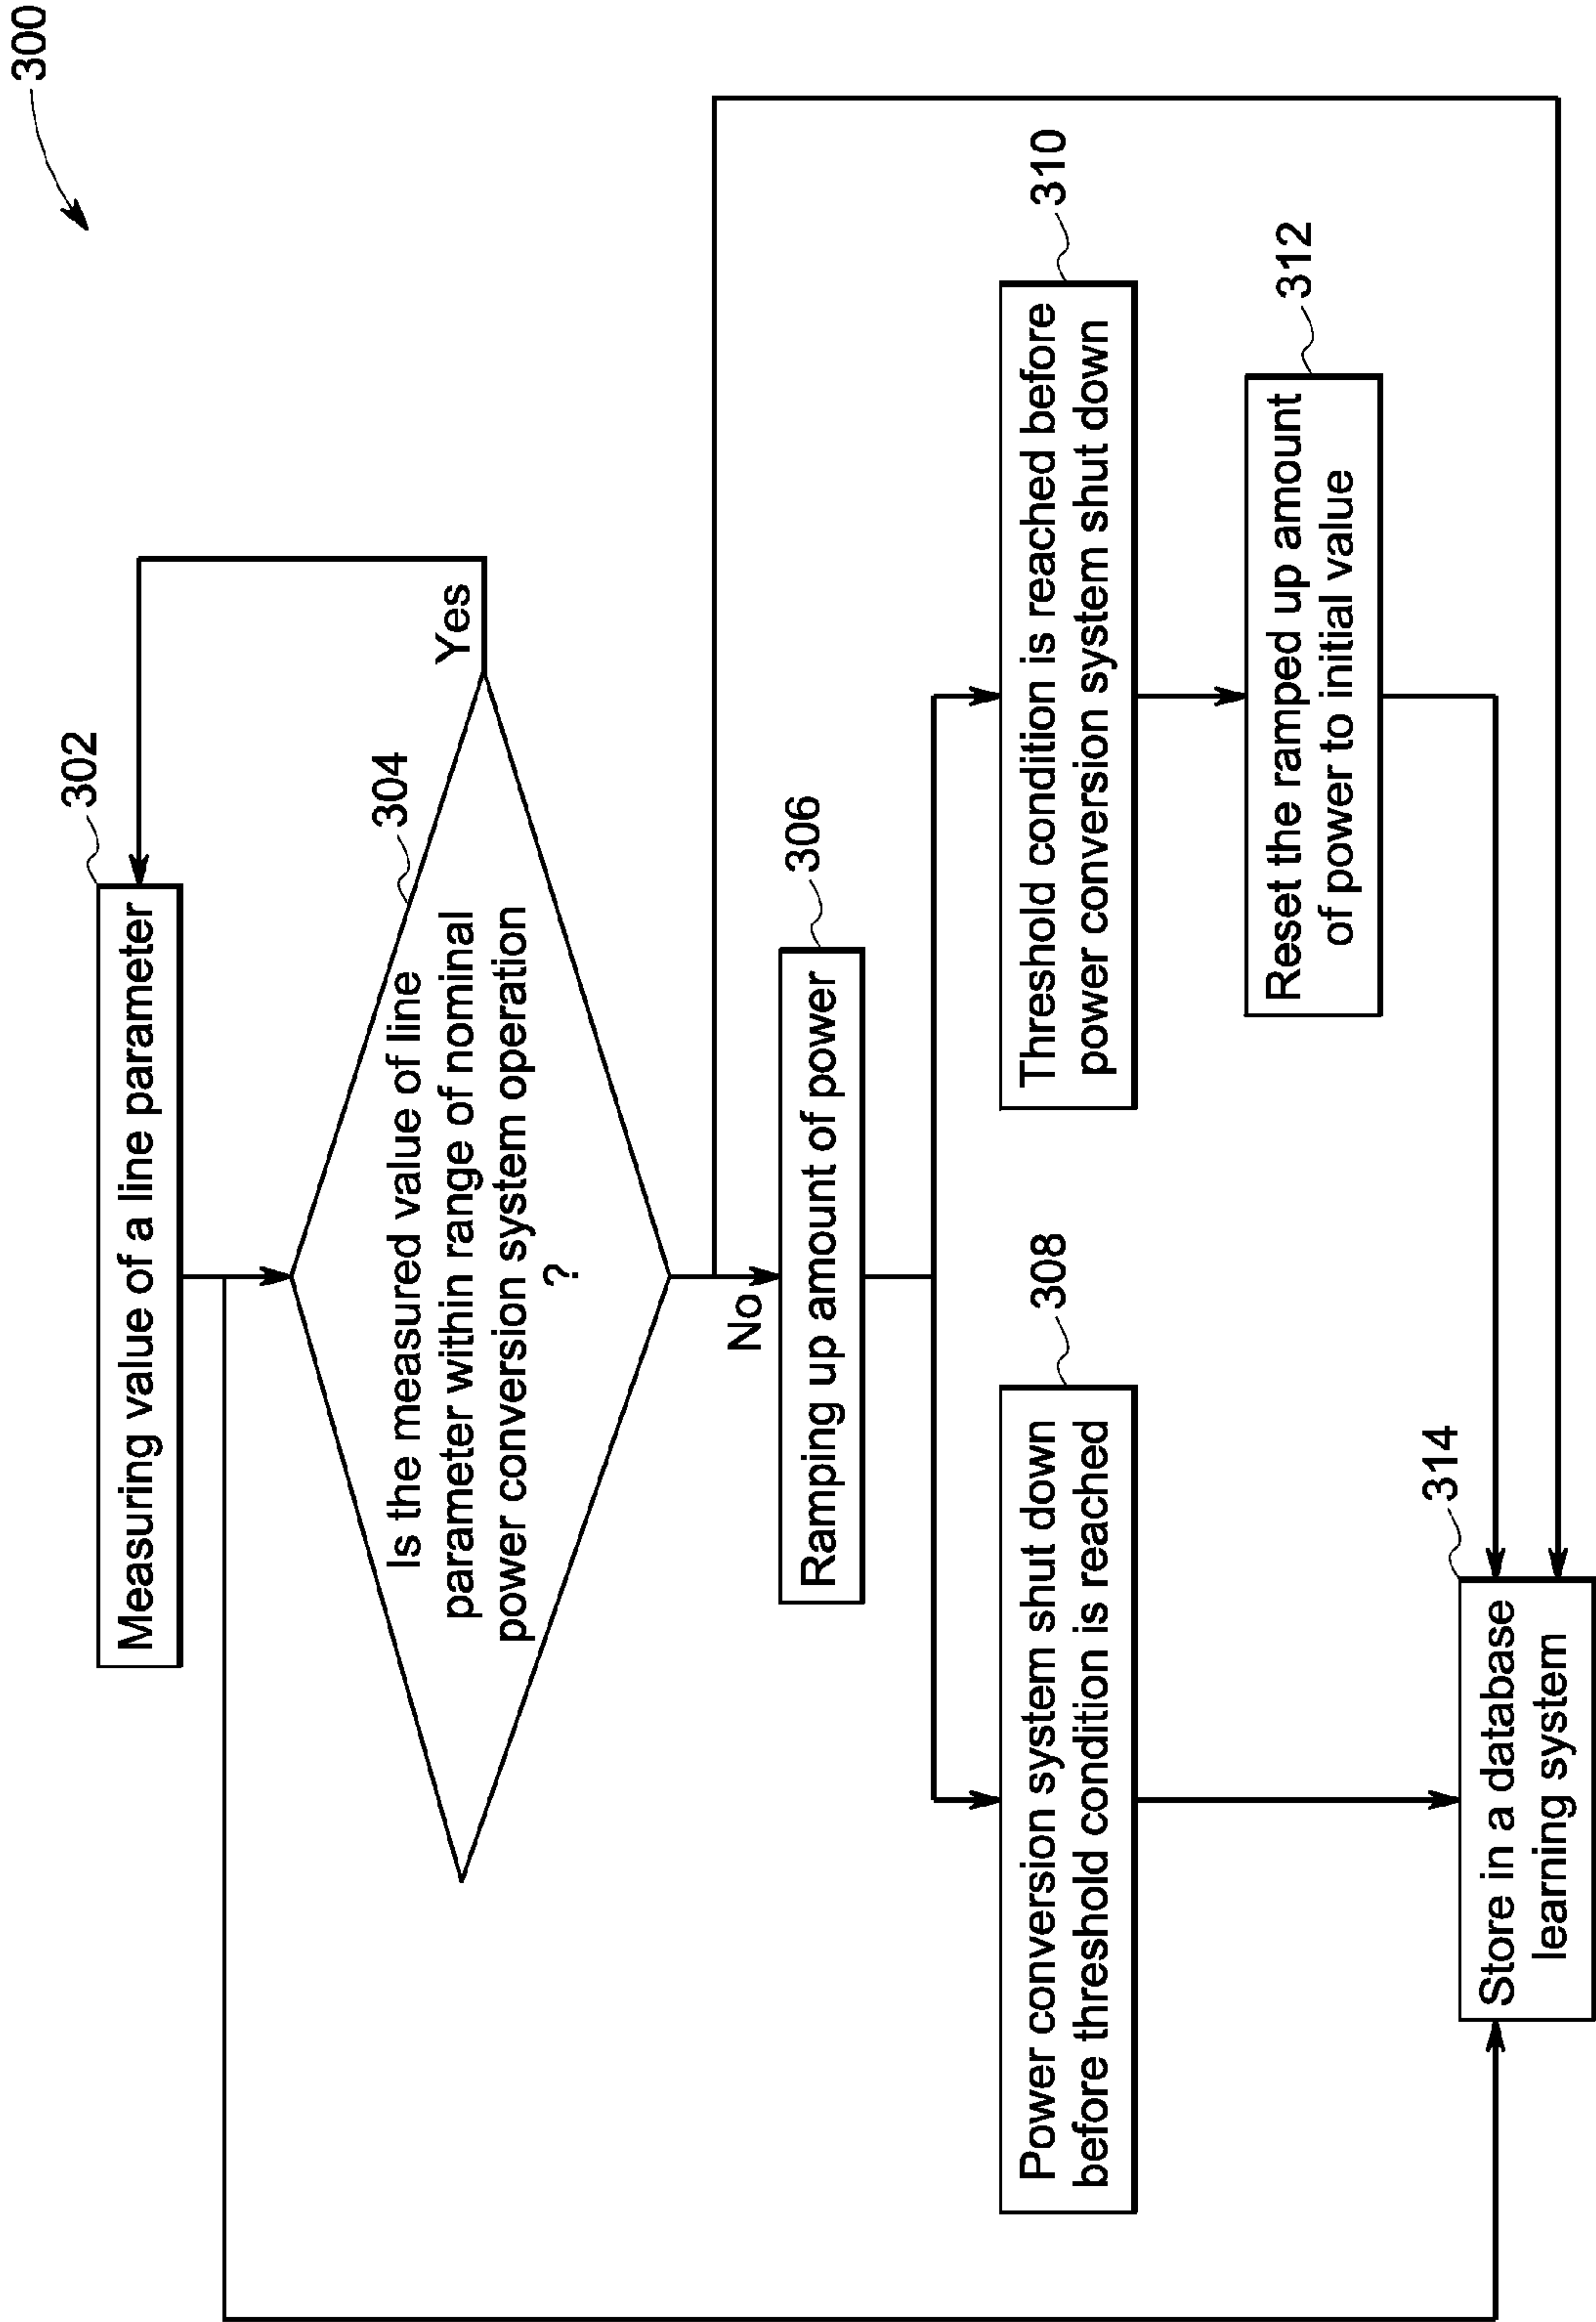 300
302
Measuring value of a line parameter
304
Is the measured value of line
parameter within range of nominal
power conversion system operation
?
Yes
No
306
Ramping up amount of power
308
Power conversion system shut down
before threshold condition is reached
310
Threshold condition is reached before
power conversion system shut down
312
Reset the ramped up amount
of power to initial value
314
Store in a database
learning system